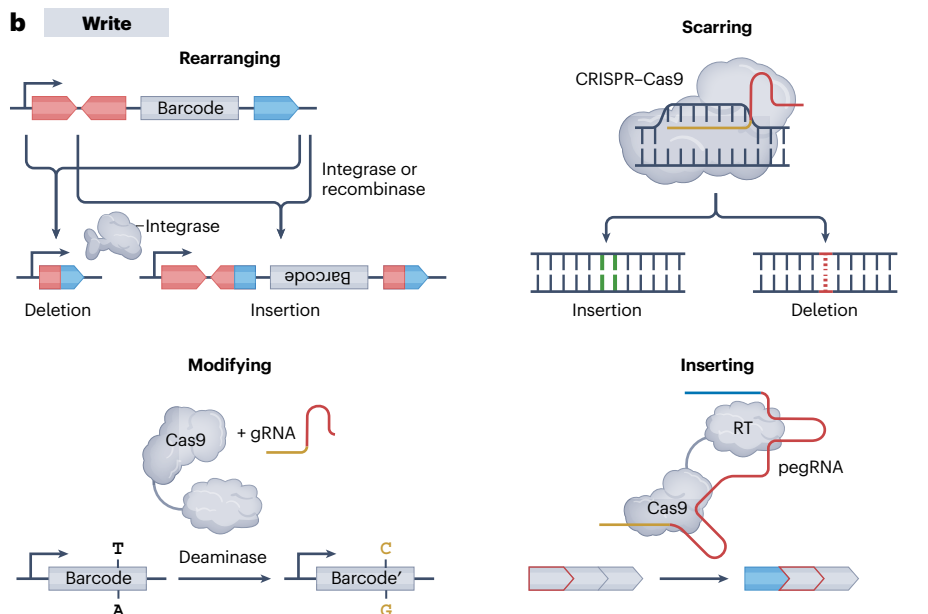 b
Write
Rearranging
Barcode
Integrase or
recombinase
Integrase
Barcode
Deletion
Insertion
Scarring
CRISPR–Cas9
Insertion
Deletion
Modifying
Cas9
+ gRNA
T
Barcode
A
Deaminase
C
Barcode′
G
Inserting
RT
pegRNA
Cas9